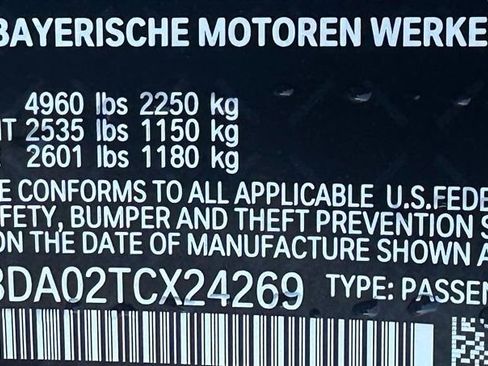 BAYERISCHE MOTOREN WERKE
4960 lbs 2250 kg
T 2535 lbs 1150 kg
2601 lbs 1180 kg
E CONFORMS TO ALL APPLICABLE U.S.FEDE
FETY, BUMPER AND THEFT PREVENTION S
ON THE DATE OF MANUFACTURE SHOWN A
DA02TCX24269 TYPE: PASSEN